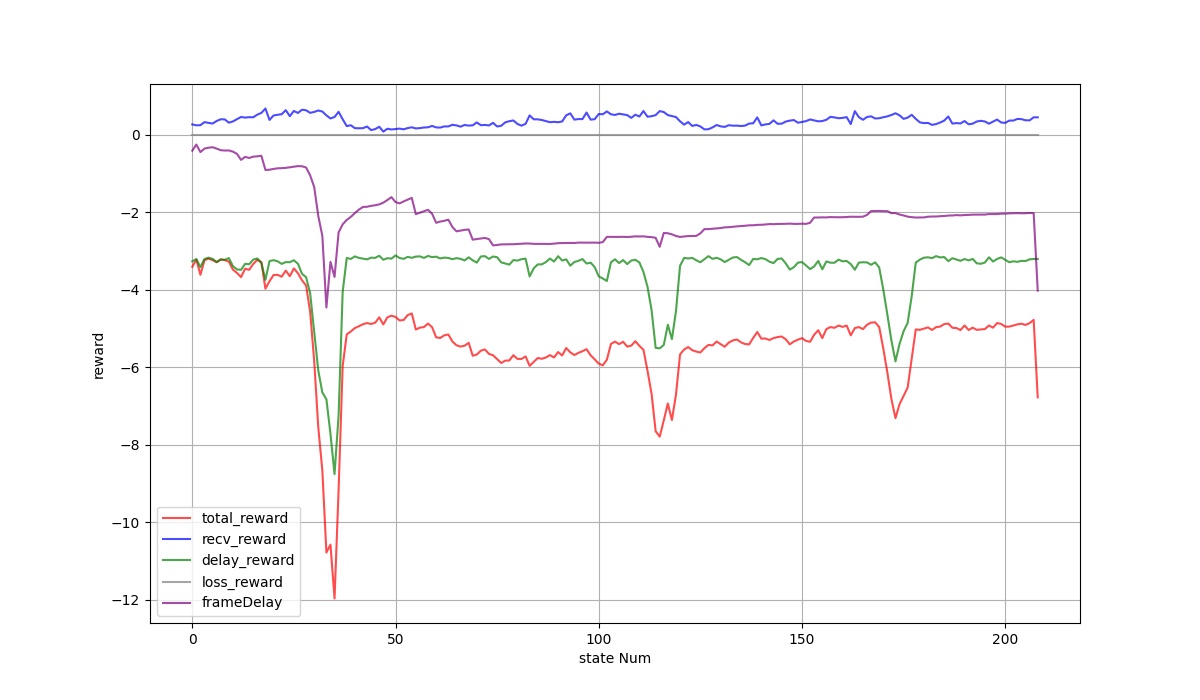 0
−2
−4
−6
−8
−10
−12
reward
total_reward
recv_reward
delay_reward
loss_reward
frameDelay
0 50 100 150 200
state Num